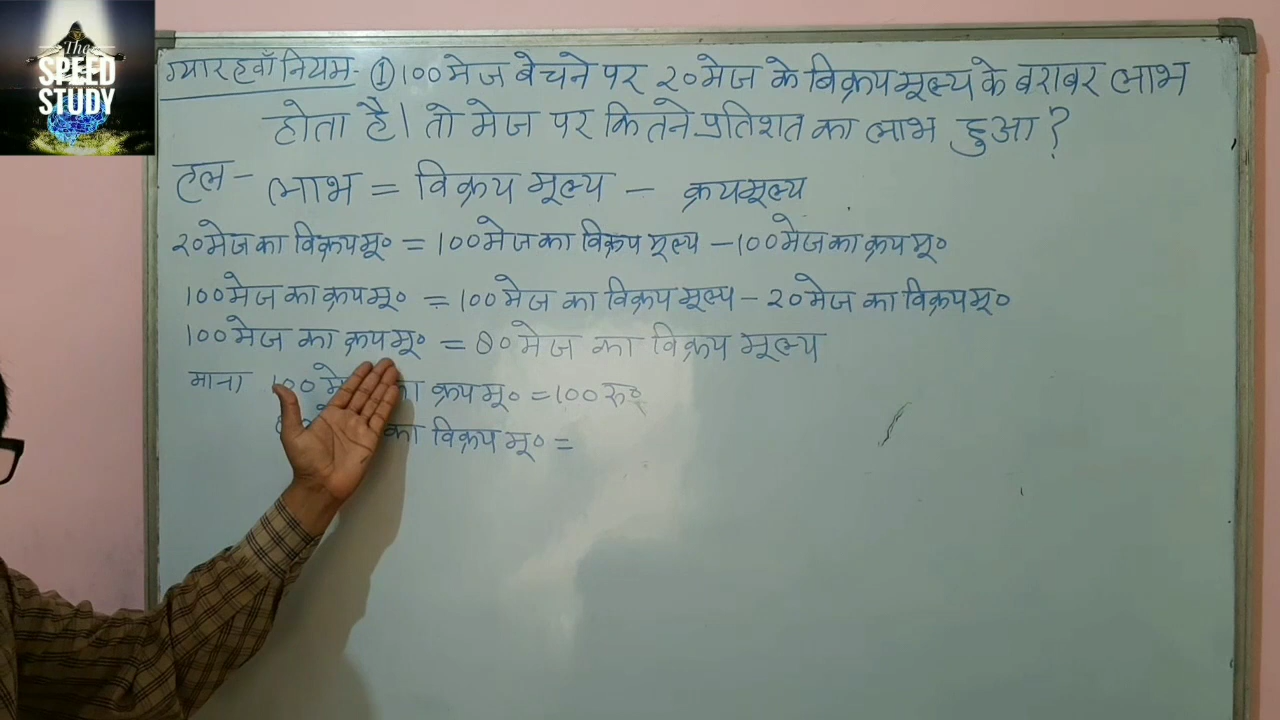 The
SPEED
STUDY
ग्यारहवाँ नियम- ① 100 मेज बेचने पर 20 मेज के विक्रय मूल्य के बराबर लाभ
होता है। तो मेज पर कितने प्रतिशत का लाभ हुआ?
हल- लाभ = विक्रय मूल्य - क्रयमूल्य
20 मेज का विक्रयमू० = 100 मेज का विक्रय मूल्य - 100 मेज का क्रयमू०
100 मेज का क्रयमू० = 100 मेज का विक्रय मूल्य - 20 मेज का विक्रयमू०
100 मेज का क्रयमू० = 80 मेज का विक्रय मूल्य
माना 100 का क्रयमू० = 100 रु०
का विक्रयमू० =